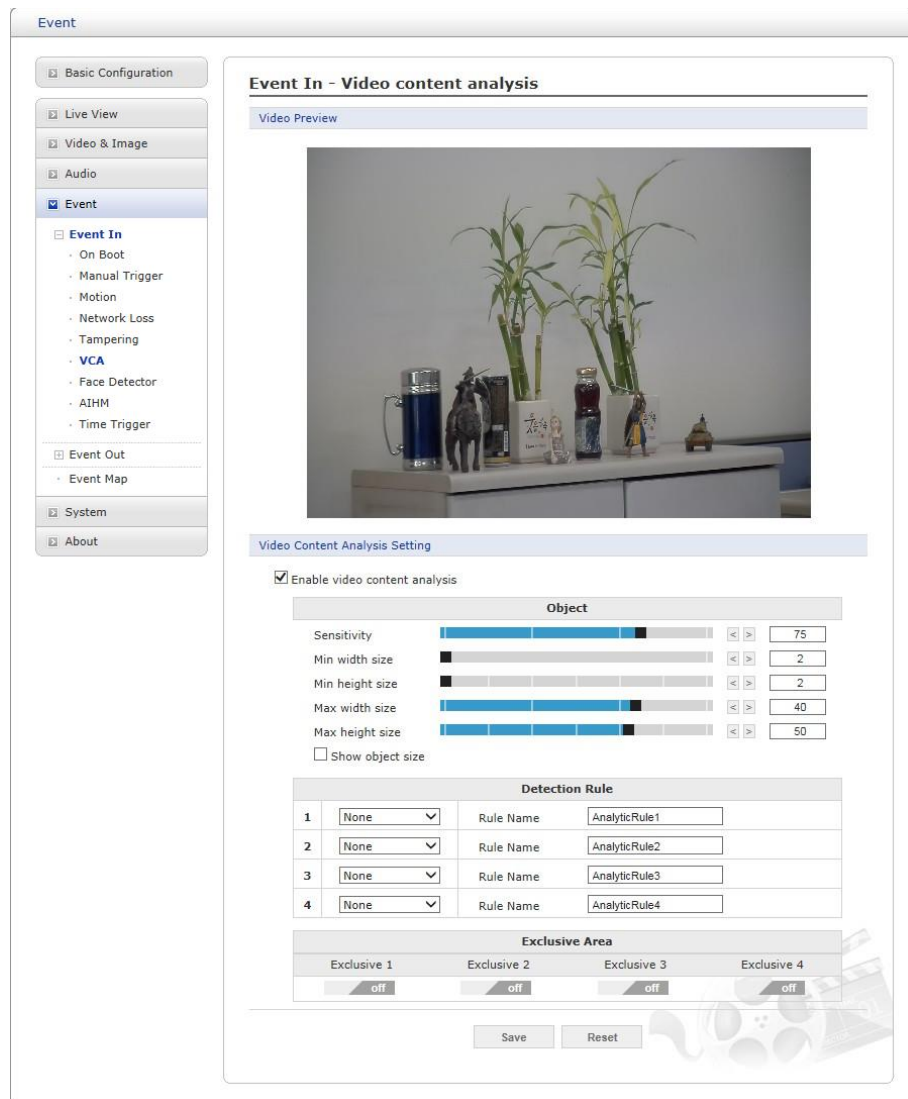 Event
Basic Configuration
Live View
Video & Image
Audio
Event
Event In
On Boot
Manual Trigger
Motion
Network Loss
Tampering
VCA
Face Detector
AIHM
Time Trigger
Event Out
Event Map
System
About
Event In - Video content analysis
Video Preview
Video Content Analysis Setting
Enable video content analysis
Object
Sensitivity < > 75
Min width size < > 2
Min height size < > 2
Max width size < > 40
Max height size < > 50
Show object size
Detection Rule
1 None Rule Name AnalyticRule1
2 None Rule Name AnalyticRule2
3 None Rule Name AnalyticRule3
4 None Rule Name AnalyticRule4
Exclusive Area
Exclusive 1 Exclusive 2 Exclusive 3 Exclusive 4
off off off off
Save Reset